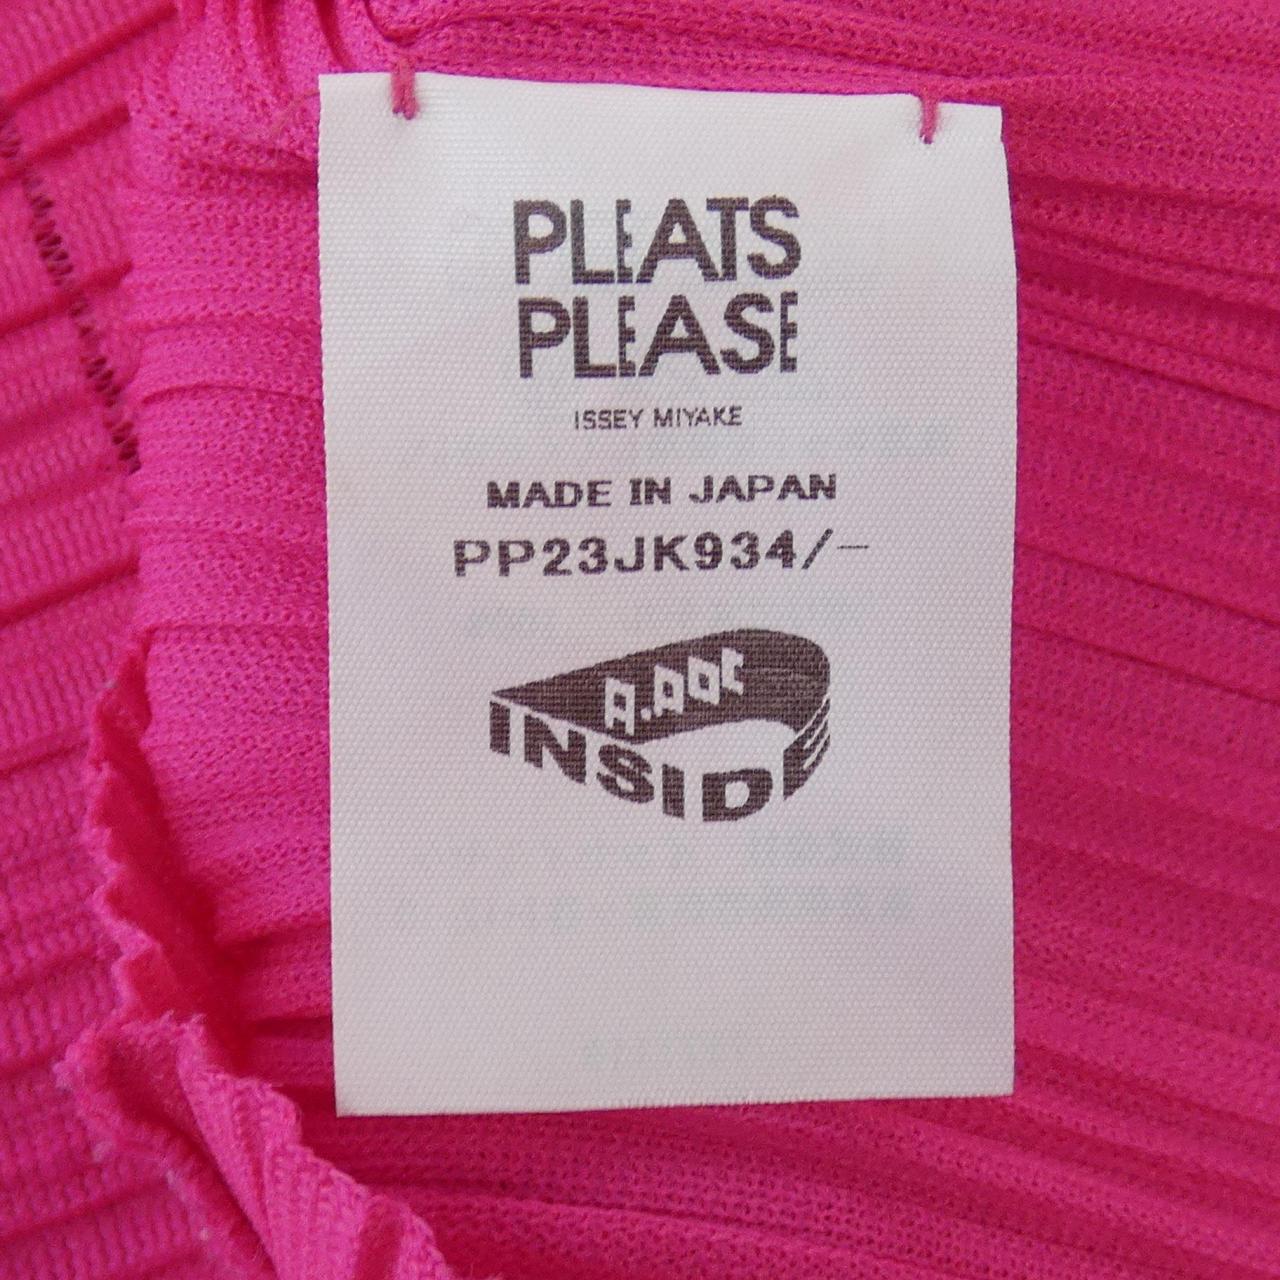 PLEATS
PLEASE
ISSEY MIYAKE
MADE IN JAPAN
PP23JK934/-
A.POC
INSIDE